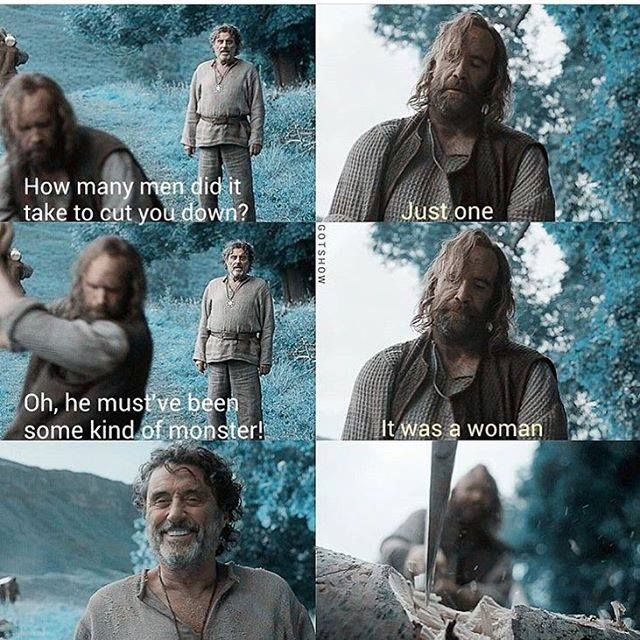 How many men did it
take to cut you down?
Just one
GOTSHOW
Oh, he must've been
some kind of monster!
It was a woman